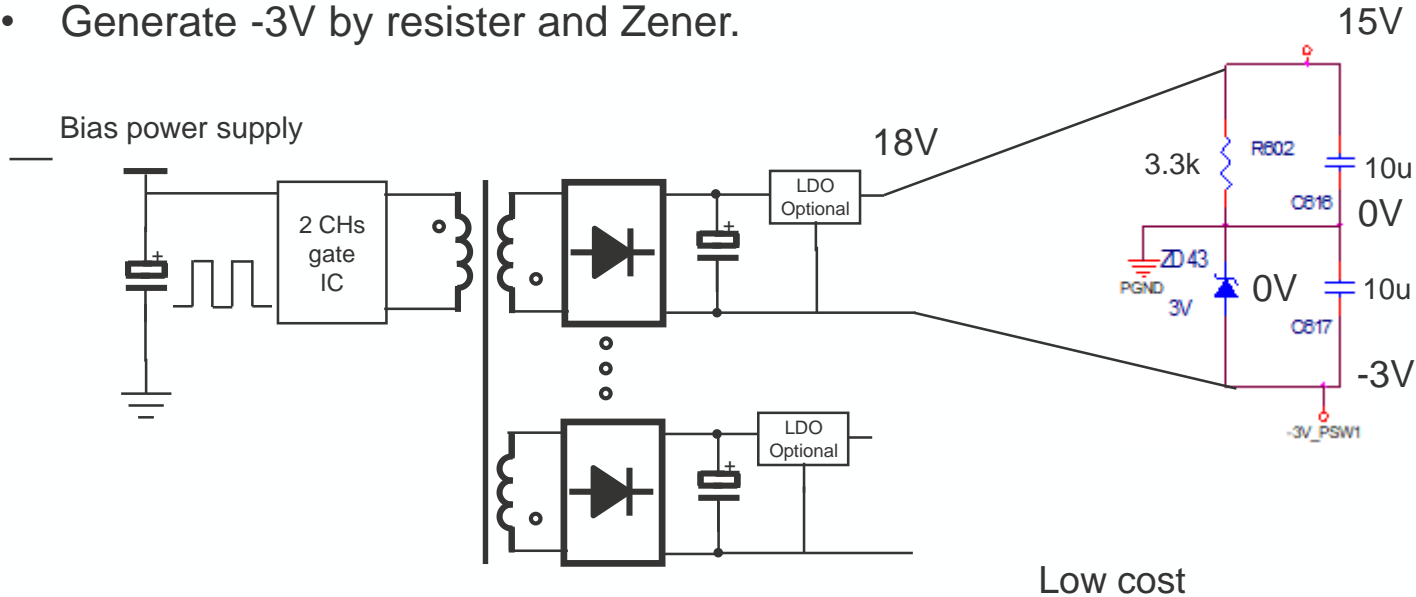 • Generate -3V by resister and Zener.
15V
Bias power supply
18V
LDO
Optional
3.3k
R602
10u
C616
0V
2 CHs
gate
IC
+
+
ZD43
PGND
3V
0V
10u
C617
-3V
-3V_PSW1
LDO
Optional
+
Low cost